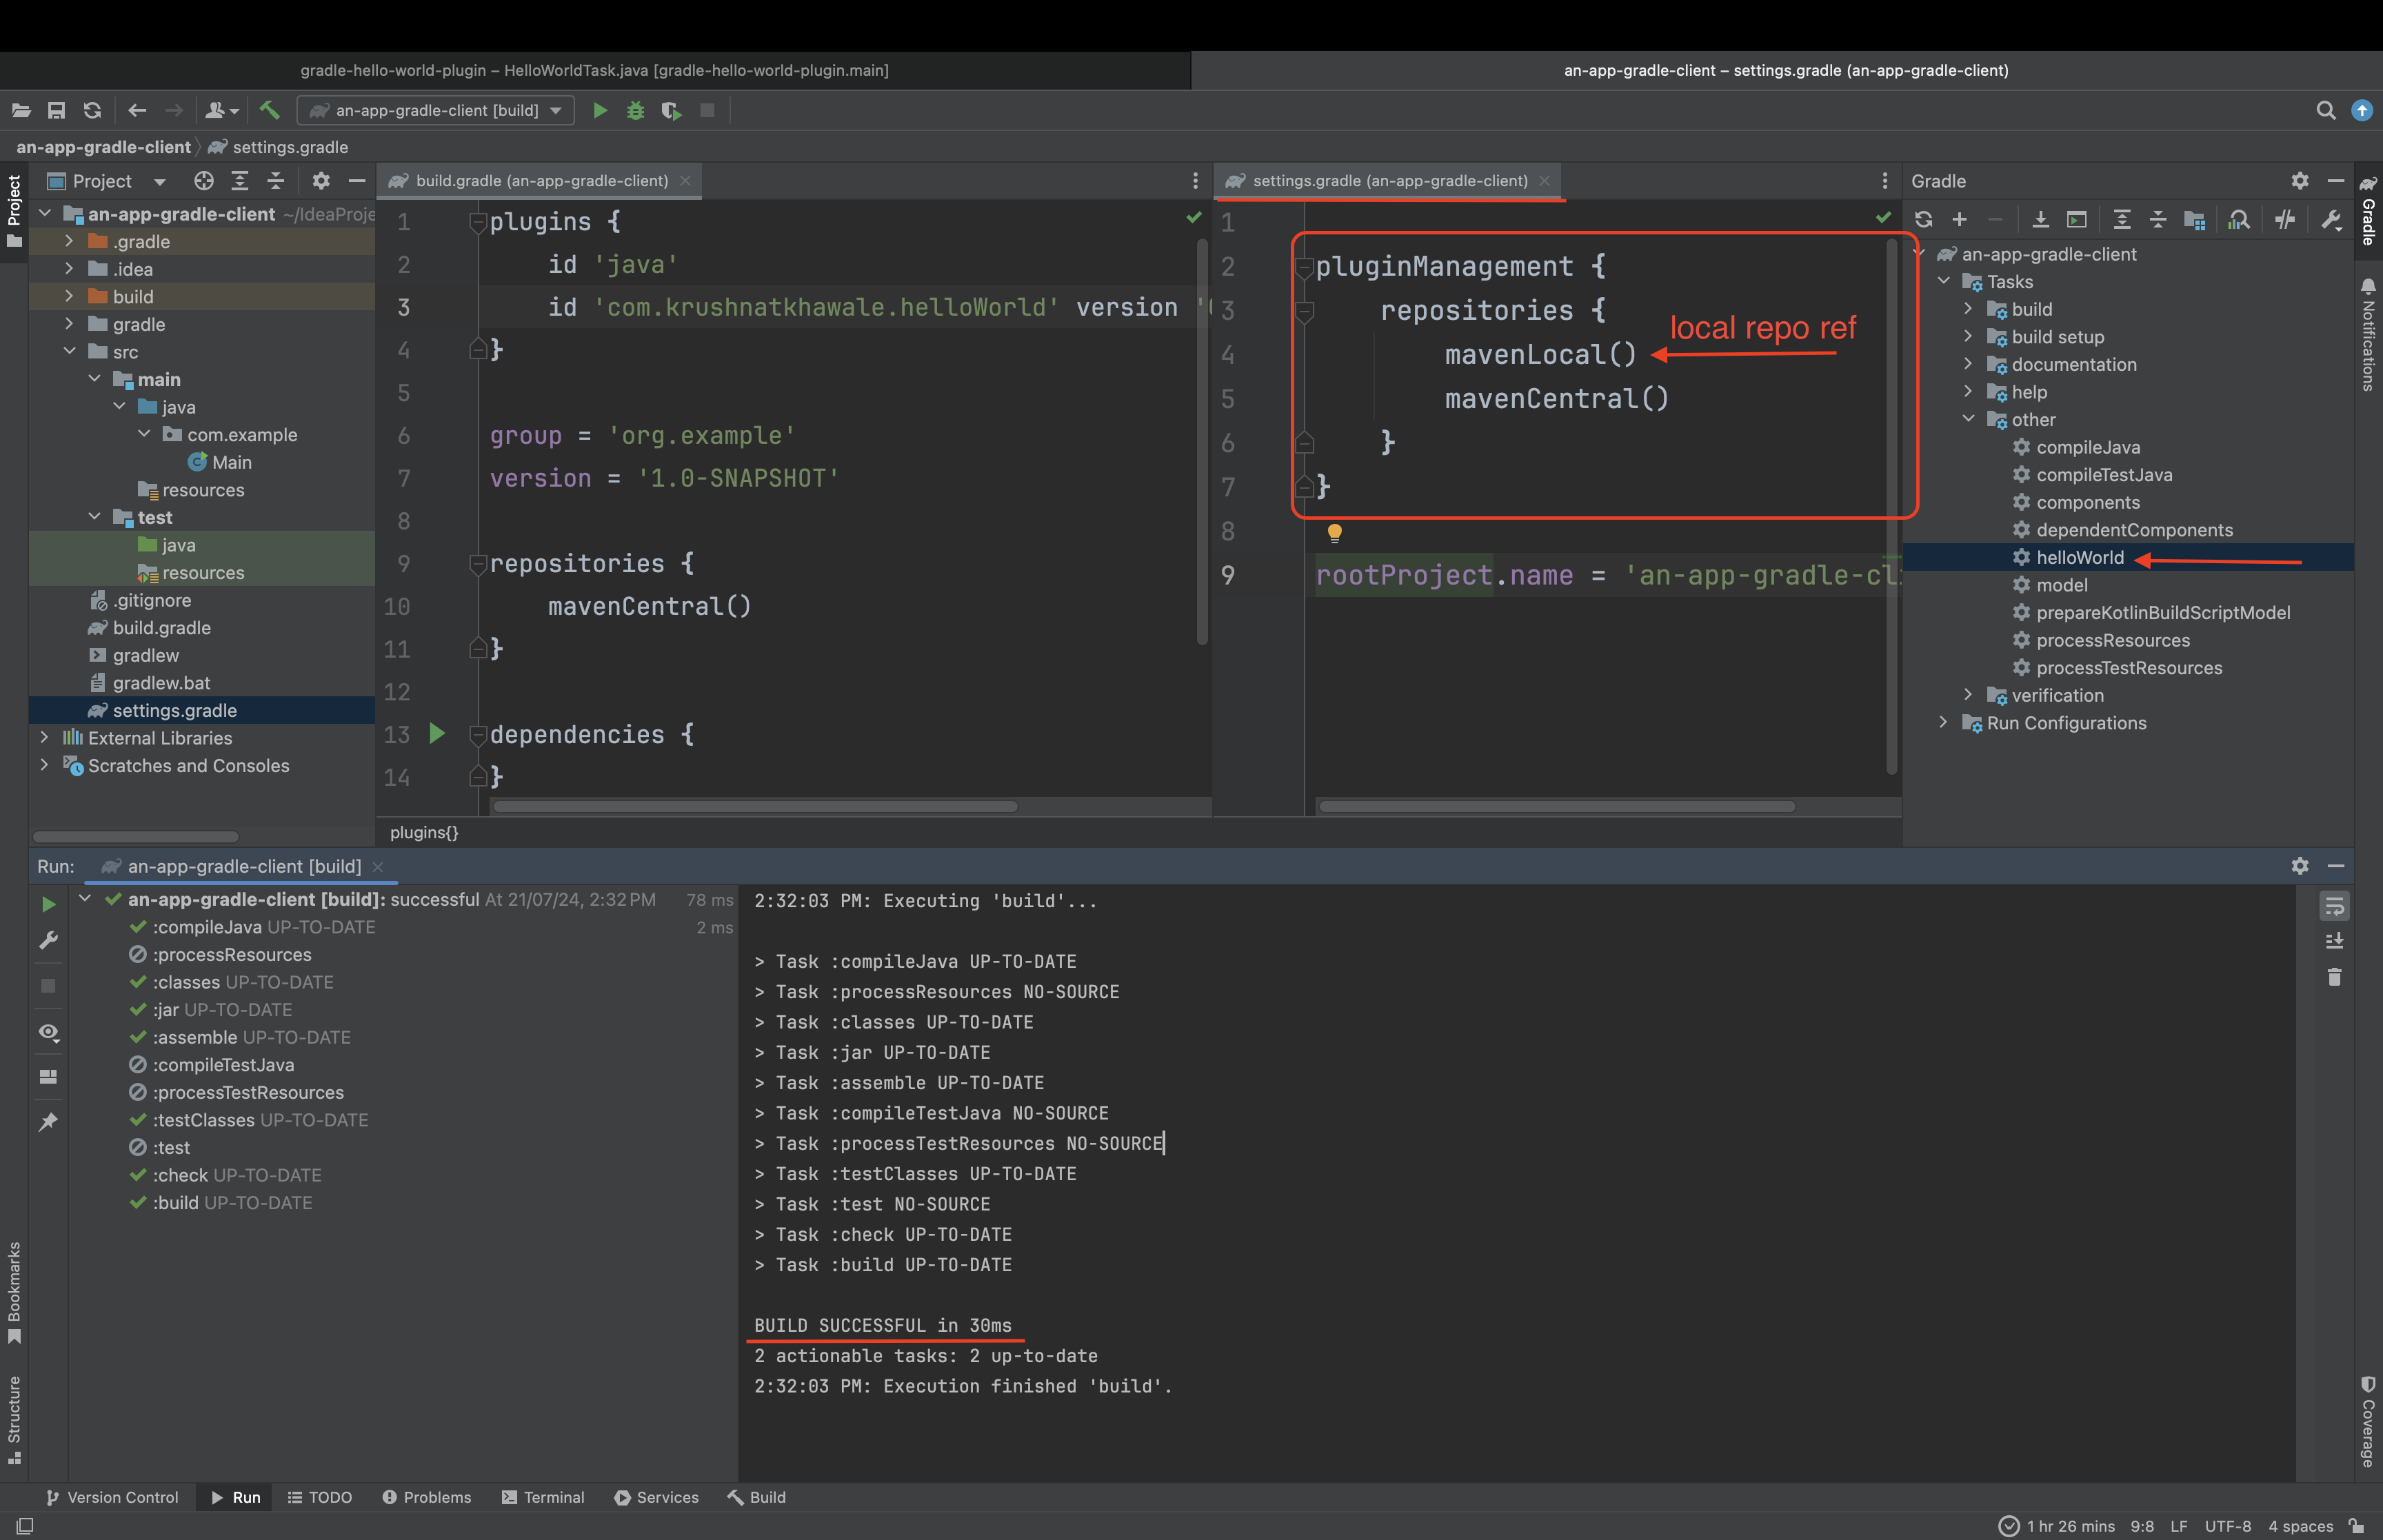 gradle-hello-world-plugin – HelloWorldTask.java [gradle-hello-world-plugin.main]
an-app-gradle-client – settings.gradle (an-app-gradle-client)
an-app-gradle-client [build]
an-app-gradle-client
settings.gradle
Project
Project
an-app-gradle-client ~/IdeaProje
.gradle
.idea
build
gradle
src
main
java
com.example
Main
resources
test
java
resources
.gitignore
build.gradle
gradlew
gradlew.bat
settings.gradle
External Libraries
Scratches and Consoles
build.gradle (an-app-gradle-client)
1 plugins {
2 id 'java'
3 id 'com.krushnatkhawale.helloWorld' version '
4 }
5
6 group = 'org.example'
7 version = '1.0-SNAPSHOT'
8
9 repositories {
10 mavenCentral()
11 }
12
13 dependencies {
14 }
plugins{}
settings.gradle (an-app-gradle-client)
1
2 pluginManagement {
3 repositories {
local repo ref
4 mavenLocal()
5 mavenCentral()
6 }
7 }
8
9 rootProject.name = 'an-app-gradle-cl
Gradle
an-app-gradle-client
Tasks
build
build setup
documentation
help
other
compileJava
compileTestJava
components
dependentComponents
helloWorld
model
prepareKotlinBuildScriptModel
processResources
processTestResources
verification
Run Configurations
Gradle
Notifications
Run:
an-app-gradle-client [build]
an-app-gradle-client [build]: successful At 21/07/24, 2:32 PM 78 ms
:compileJava UP-TO-DATE 2 ms
:processResources
:classes UP-TO-DATE
:jar UP-TO-DATE
:assemble UP-TO-DATE
:compileTestJava
:processTestResources
:testClasses UP-TO-DATE
:test
:check UP-TO-DATE
:build UP-TO-DATE
2:32:03 PM: Executing 'build'...
> Task :compileJava UP-TO-DATE
> Task :processResources NO-SOURCE
> Task :classes UP-TO-DATE
> Task :jar UP-TO-DATE
> Task :assemble UP-TO-DATE
> Task :compileTestJava NO-SOURCE
> Task :processTestResources NO-SOURCE
> Task :testClasses UP-TO-DATE
> Task :test NO-SOURCE
> Task :check UP-TO-DATE
> Task :build UP-TO-DATE
BUILD SUCCESSFUL in 30ms
2 actionable tasks: 2 up-to-date
2:32:03 PM: Execution finished 'build'.
Bookmarks
Structure
Coverage
Version Control
Run
TODO
Problems
Terminal
Services
Build
1 hr 26 mins 9:8 LF UTF-8 4 spaces